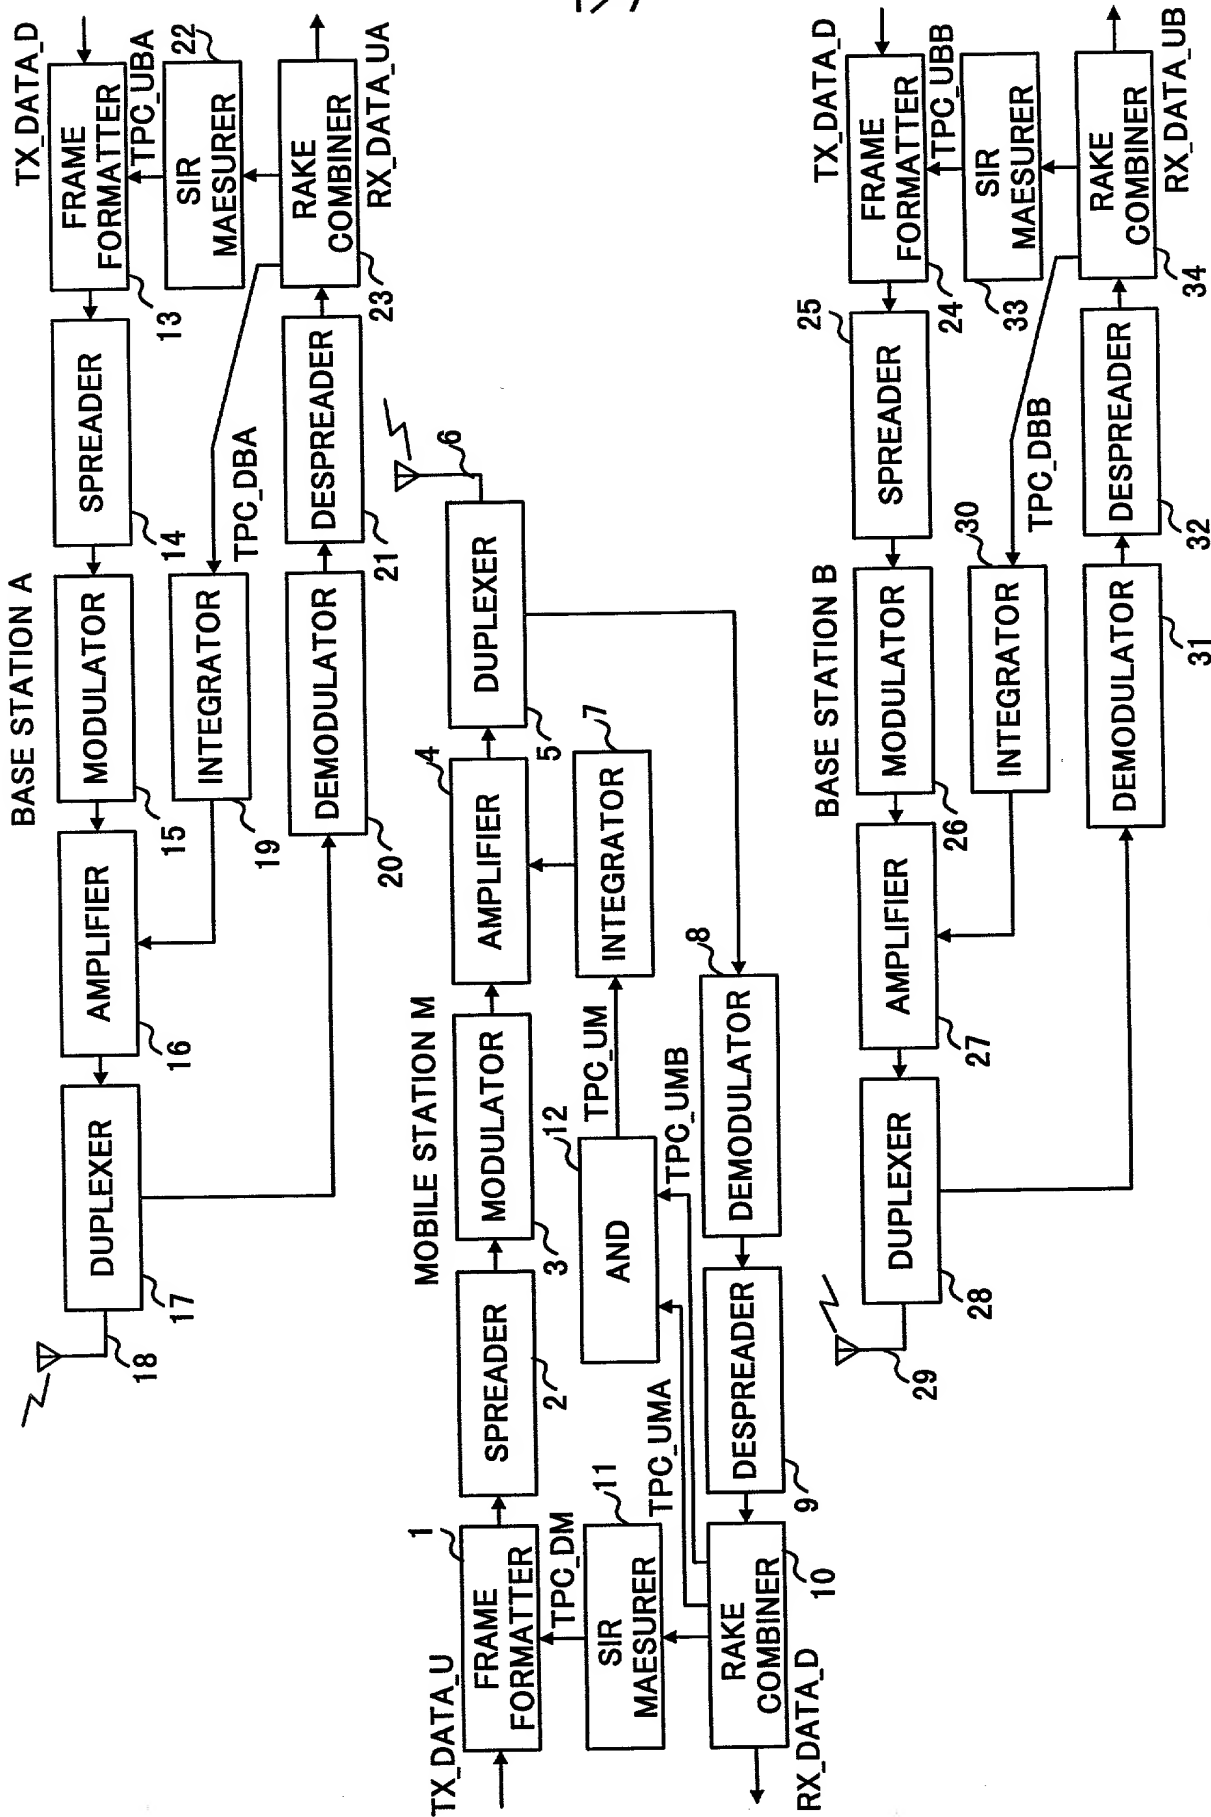 BASE STATION A
TX_DATA_D
FRAME
FORMATTER
13
SPREADER
14
MODULATOR
15
AMPLIFIER
16
DUPLEXER
17
18
TPC_UBA
22
SIR
MAESURER
TPC_DBA
INTEGRATOR
19
DEMODULATOR
20
DESPREADER
21
RAKE
COMBINER
23
RX_DATA_UA
MOBILE STATION M
TX_DATA_U
FRAME
FORMATTER
1
SPREADER
2
MODULATOR
3
AMPLIFIER
4
DUPLEXER
5
6
TPC_DM
SIR
MAESURER
11
AND
12
TPC_UM
INTEGRATOR
7
TPC_UMA
TPC_UMB
RAKE
COMBINER
10
DESPREADER
9
DEMODULATOR
8
RX_DATA_D
BASE STATION B
TX_DATA_D
FRAME
FORMATTER
24
SPREADER
25
MODULATOR
26
AMPLIFIER
27
DUPLEXER
28
29
TPC_UBB
SIR
MAESURER
33
TPC_DBB
INTEGRATOR
30
DEMODULATOR
31
DESPREADER
32
RAKE
COMBINER
34
RX_DATA_UB